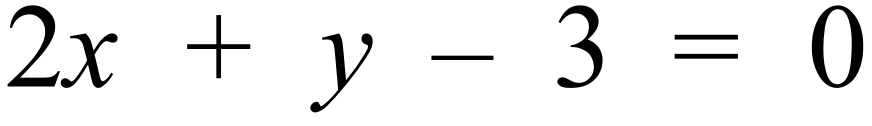 2x + y – 3 = 0